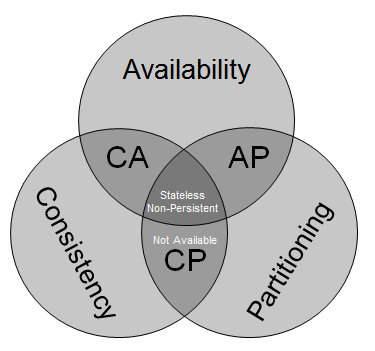 Availability
CA
AP
Stateless
Non-Persistent
Consistency
Not Available
CP
Partitioning